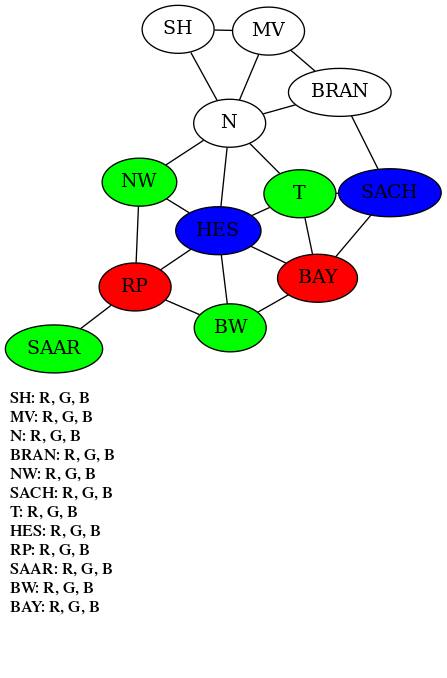 SH
MV
BRAN
N
NW
T
SACH
HES
BAY
RP
BW
SAAR
SH: R, G, B
MV: R, G, B
N: R, G, B
BRAN: R, G, B
NW: R, G, B
SACH: R, G, B
T: R, G, B
HES: R, G, B
RP: R, G, B
SAAR: R, G, B
BW: R, G, B
BAY: R, G, B